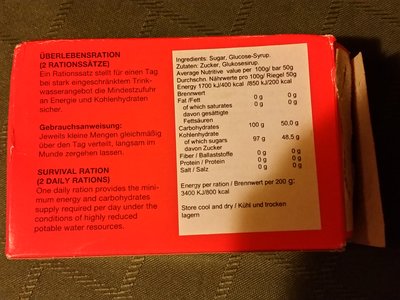 ÜBERLEBENSRATION
(2 RATIONSSÄTZE)
Ein Rationssatz stellt für einen Tag
bei stark eingeschränktem Trink-
wasserangebot die Mindestzufuhr
an Energie und Kohlenhydraten
sicher.
Gebrauchsanweisung:
Jeweils kleine Mengen gleichmäßig
über den Tag verteilt, langsam im
Munde zergehen lassen.
SURVIVAL RATION
(2 DAILY RATIONS)
One daily ration provides the mini-
mum energy and carbohydrates
supply required per day under the
conditions of highly reduced
potable water resources.
Ingredients: Sugar, Glucose-Syrup.
Zutaten: Zucker, Glukosesirup.
Average Nutritive value per 100g/ bar 50g
Durchschn. Nährwerte pro 100g/ Riegel 50g
Energy 1700 kJ/400 kcal /850 kJ/200 kcal
Brennwert
Fat /Fett 0 g 0 g
of which saturates 0 g 0 g
davon gesättigte
Fettsäuren
Carbohydrates 100 g 50,0 g
Kohlenhydrate
of which sugars 97 g 48,5 g
davon Zucker
Fiber / Ballaststoffe 0 g 0 g
Protein / Protein 0 g 0 g
Salt / Salz 0 g 0 g
Energy per ration / Brennwert per 200 g:
3400 KJ/800 kcal
Store cool and dry / Kühl und trocken
lagern